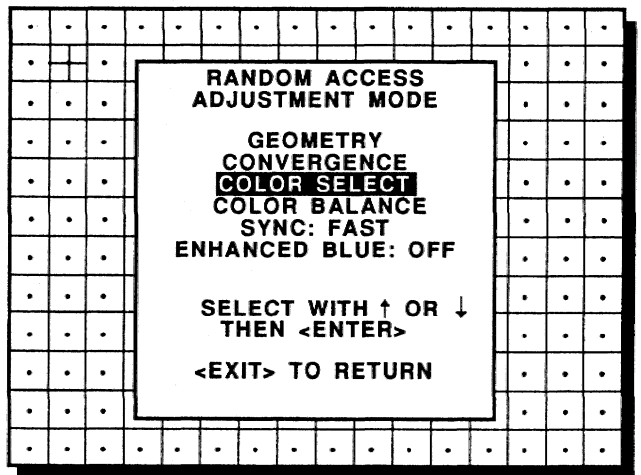 RANDOM ACCESS
ADJUSTMENT MODE
GEOMETRY
CONVERGENCE
COLOR SELECT
COLOR BALANCE
SYNC: FAST
ENHANCED BLUE: OFF
SELECT WITH ↑ OR ↓
THEN <ENTER>
<EXIT> TO RETURN